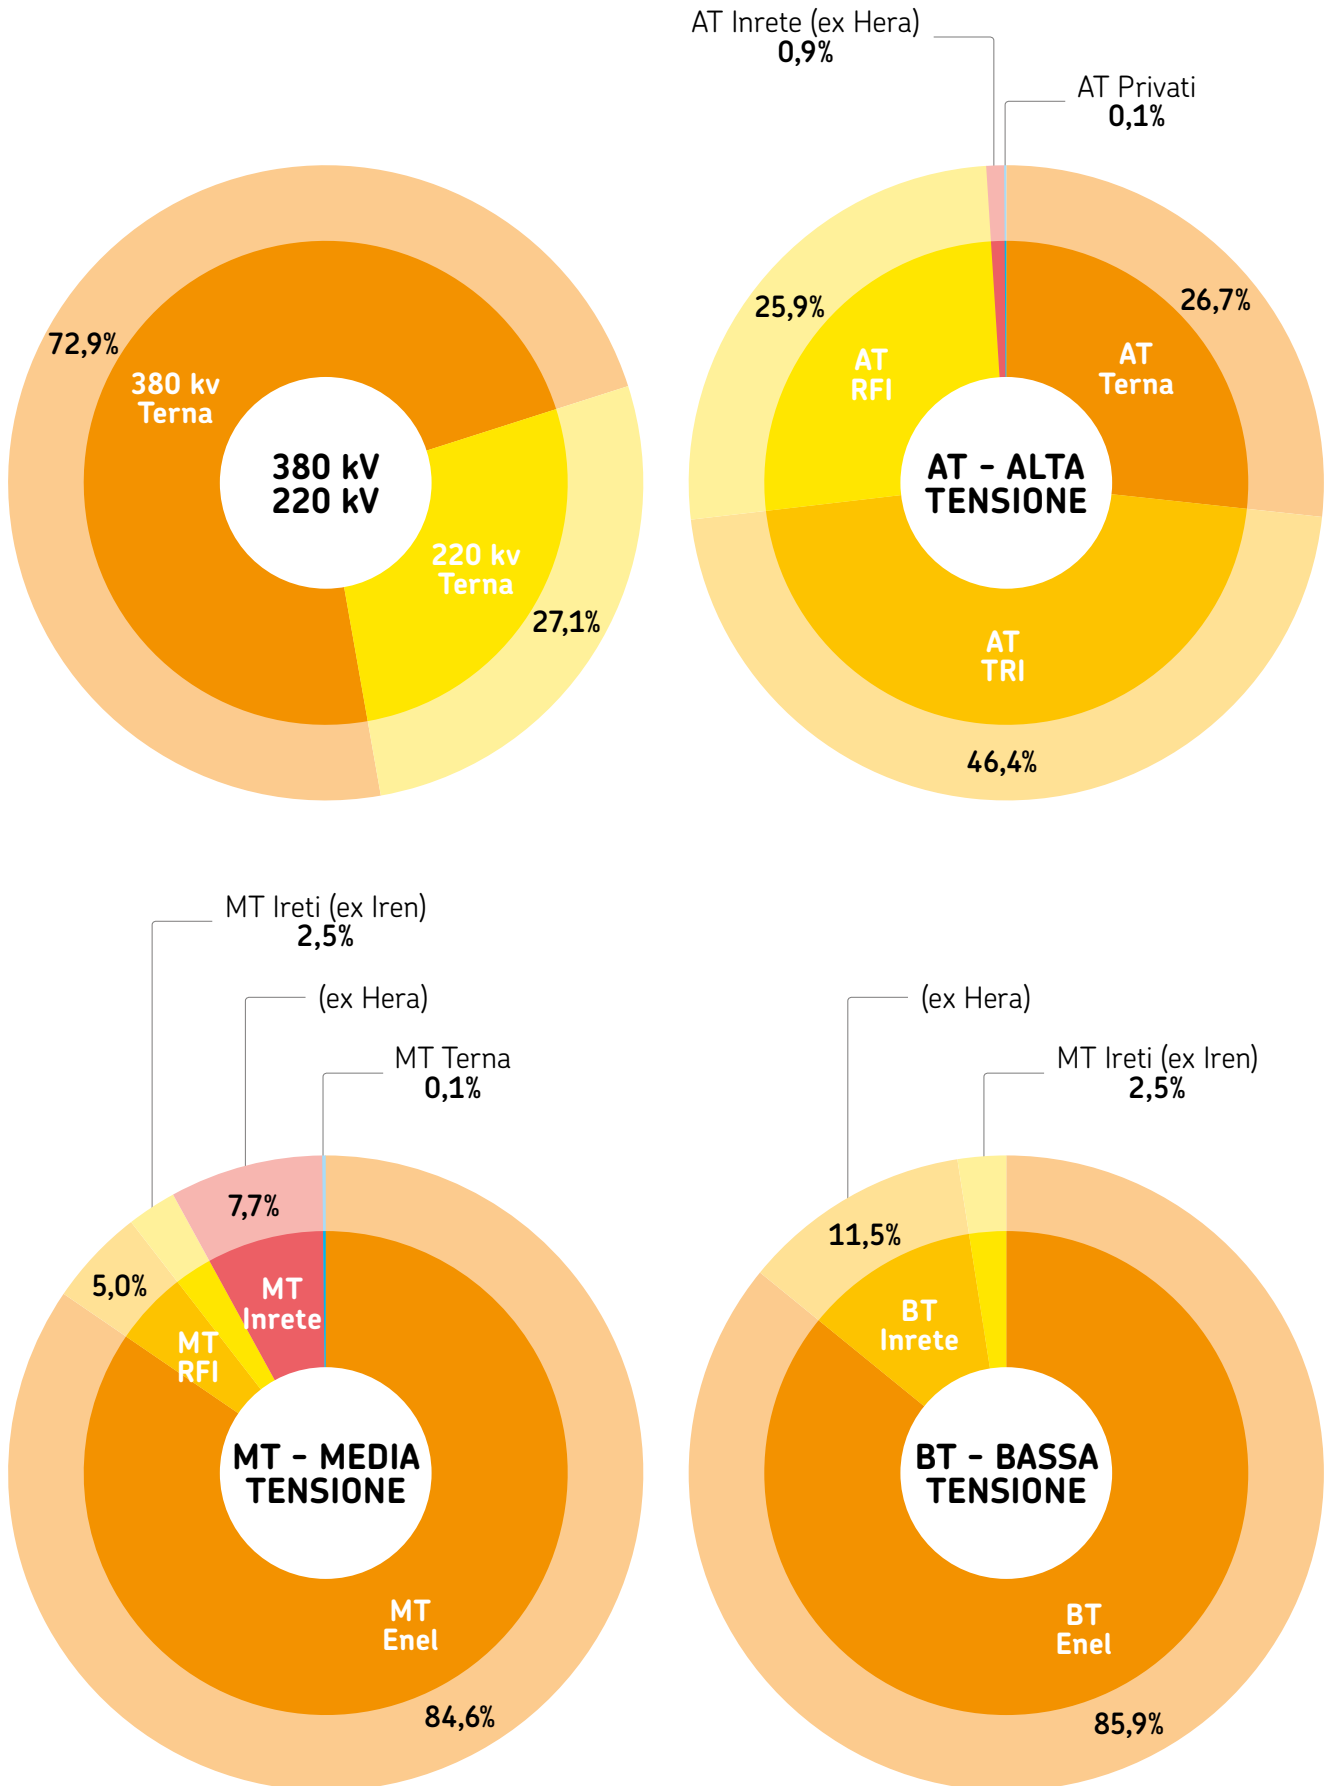 AT Inrete (ex Hera)
0,9%
AT Privati
0,1%
72,9%
380 kv
Terna
380 kV
220 kV
220 kv
Terna
27,1%
25,9%
AT
RFI
26,7%
AT
Terna
AT - ALTA
TENSIONE
AT
TRI
46,4%
MT Ireti (ex Iren)
2,5%
(ex Hera)
MT Terna
0,1%
7,7%
5,0%
MT
Inrete
MT
RFI
MT - MEDIA
TENSIONE
MT
Enel
84,6%
(ex Hera)
MT Ireti (ex Iren)
2,5%
11,5%
BT
Inrete
BT - BASSA
TENSIONE
BT
Enel
85,9%